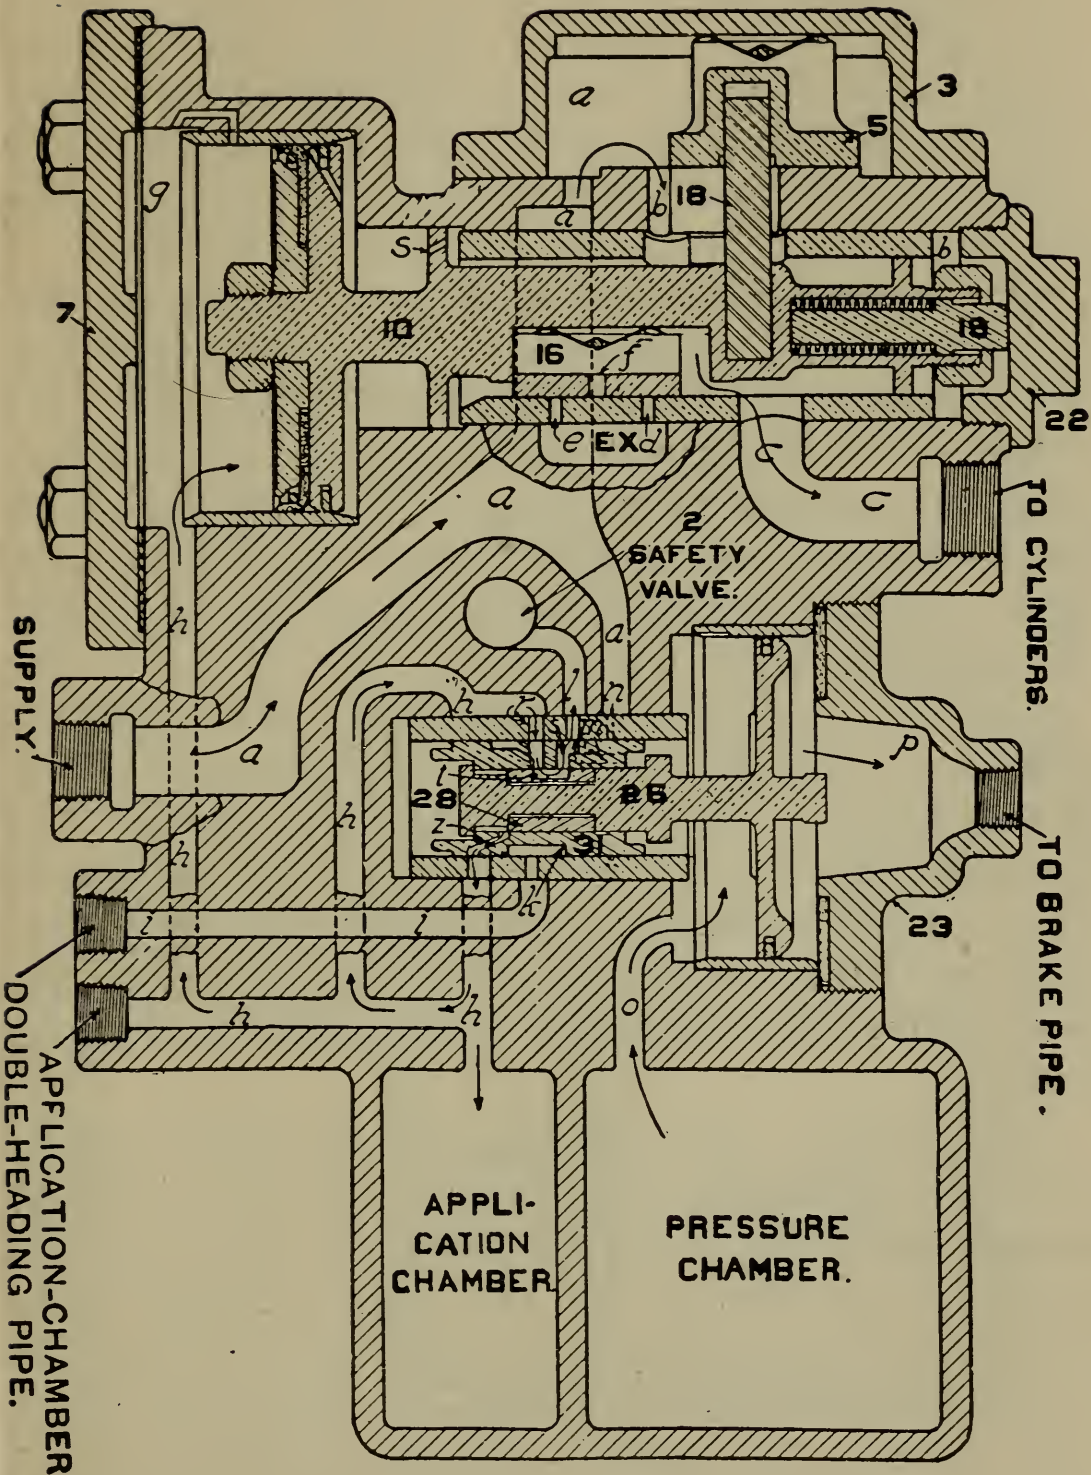 3
a
5
18
a
b
b
g
S
7
10
16
f
18
22
e EX d
c
c
TO CYLINDERS.
a
2
SAFETY
VALVE.
h
a
SUPPLY.
h
l
n
a
p
28
26
h
z
3
k
TO BRAKE PIPE.
23
h
i
i
h
h
o
DOUBLE-HEADING PIPE.
APPLICATION-CHAMBER
APPLI-
CATION
CHAMBER.
PRESSURE
CHAMBER.